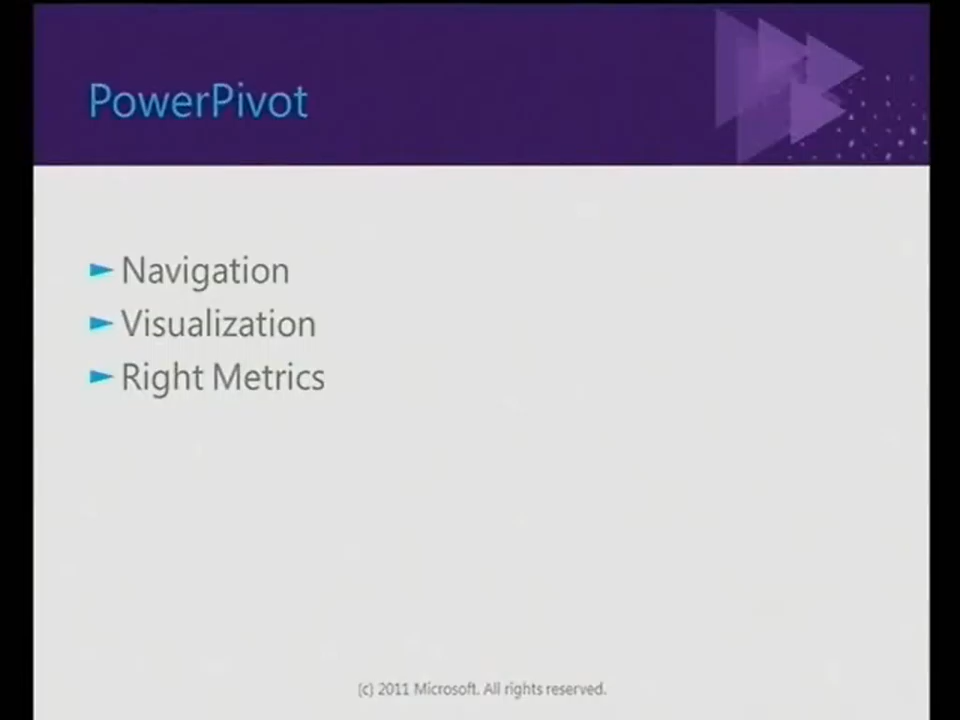 PowerPivot
Navigation
Visualization
Right Metrics
(c) 2011 Microsoft. All rights reserved.